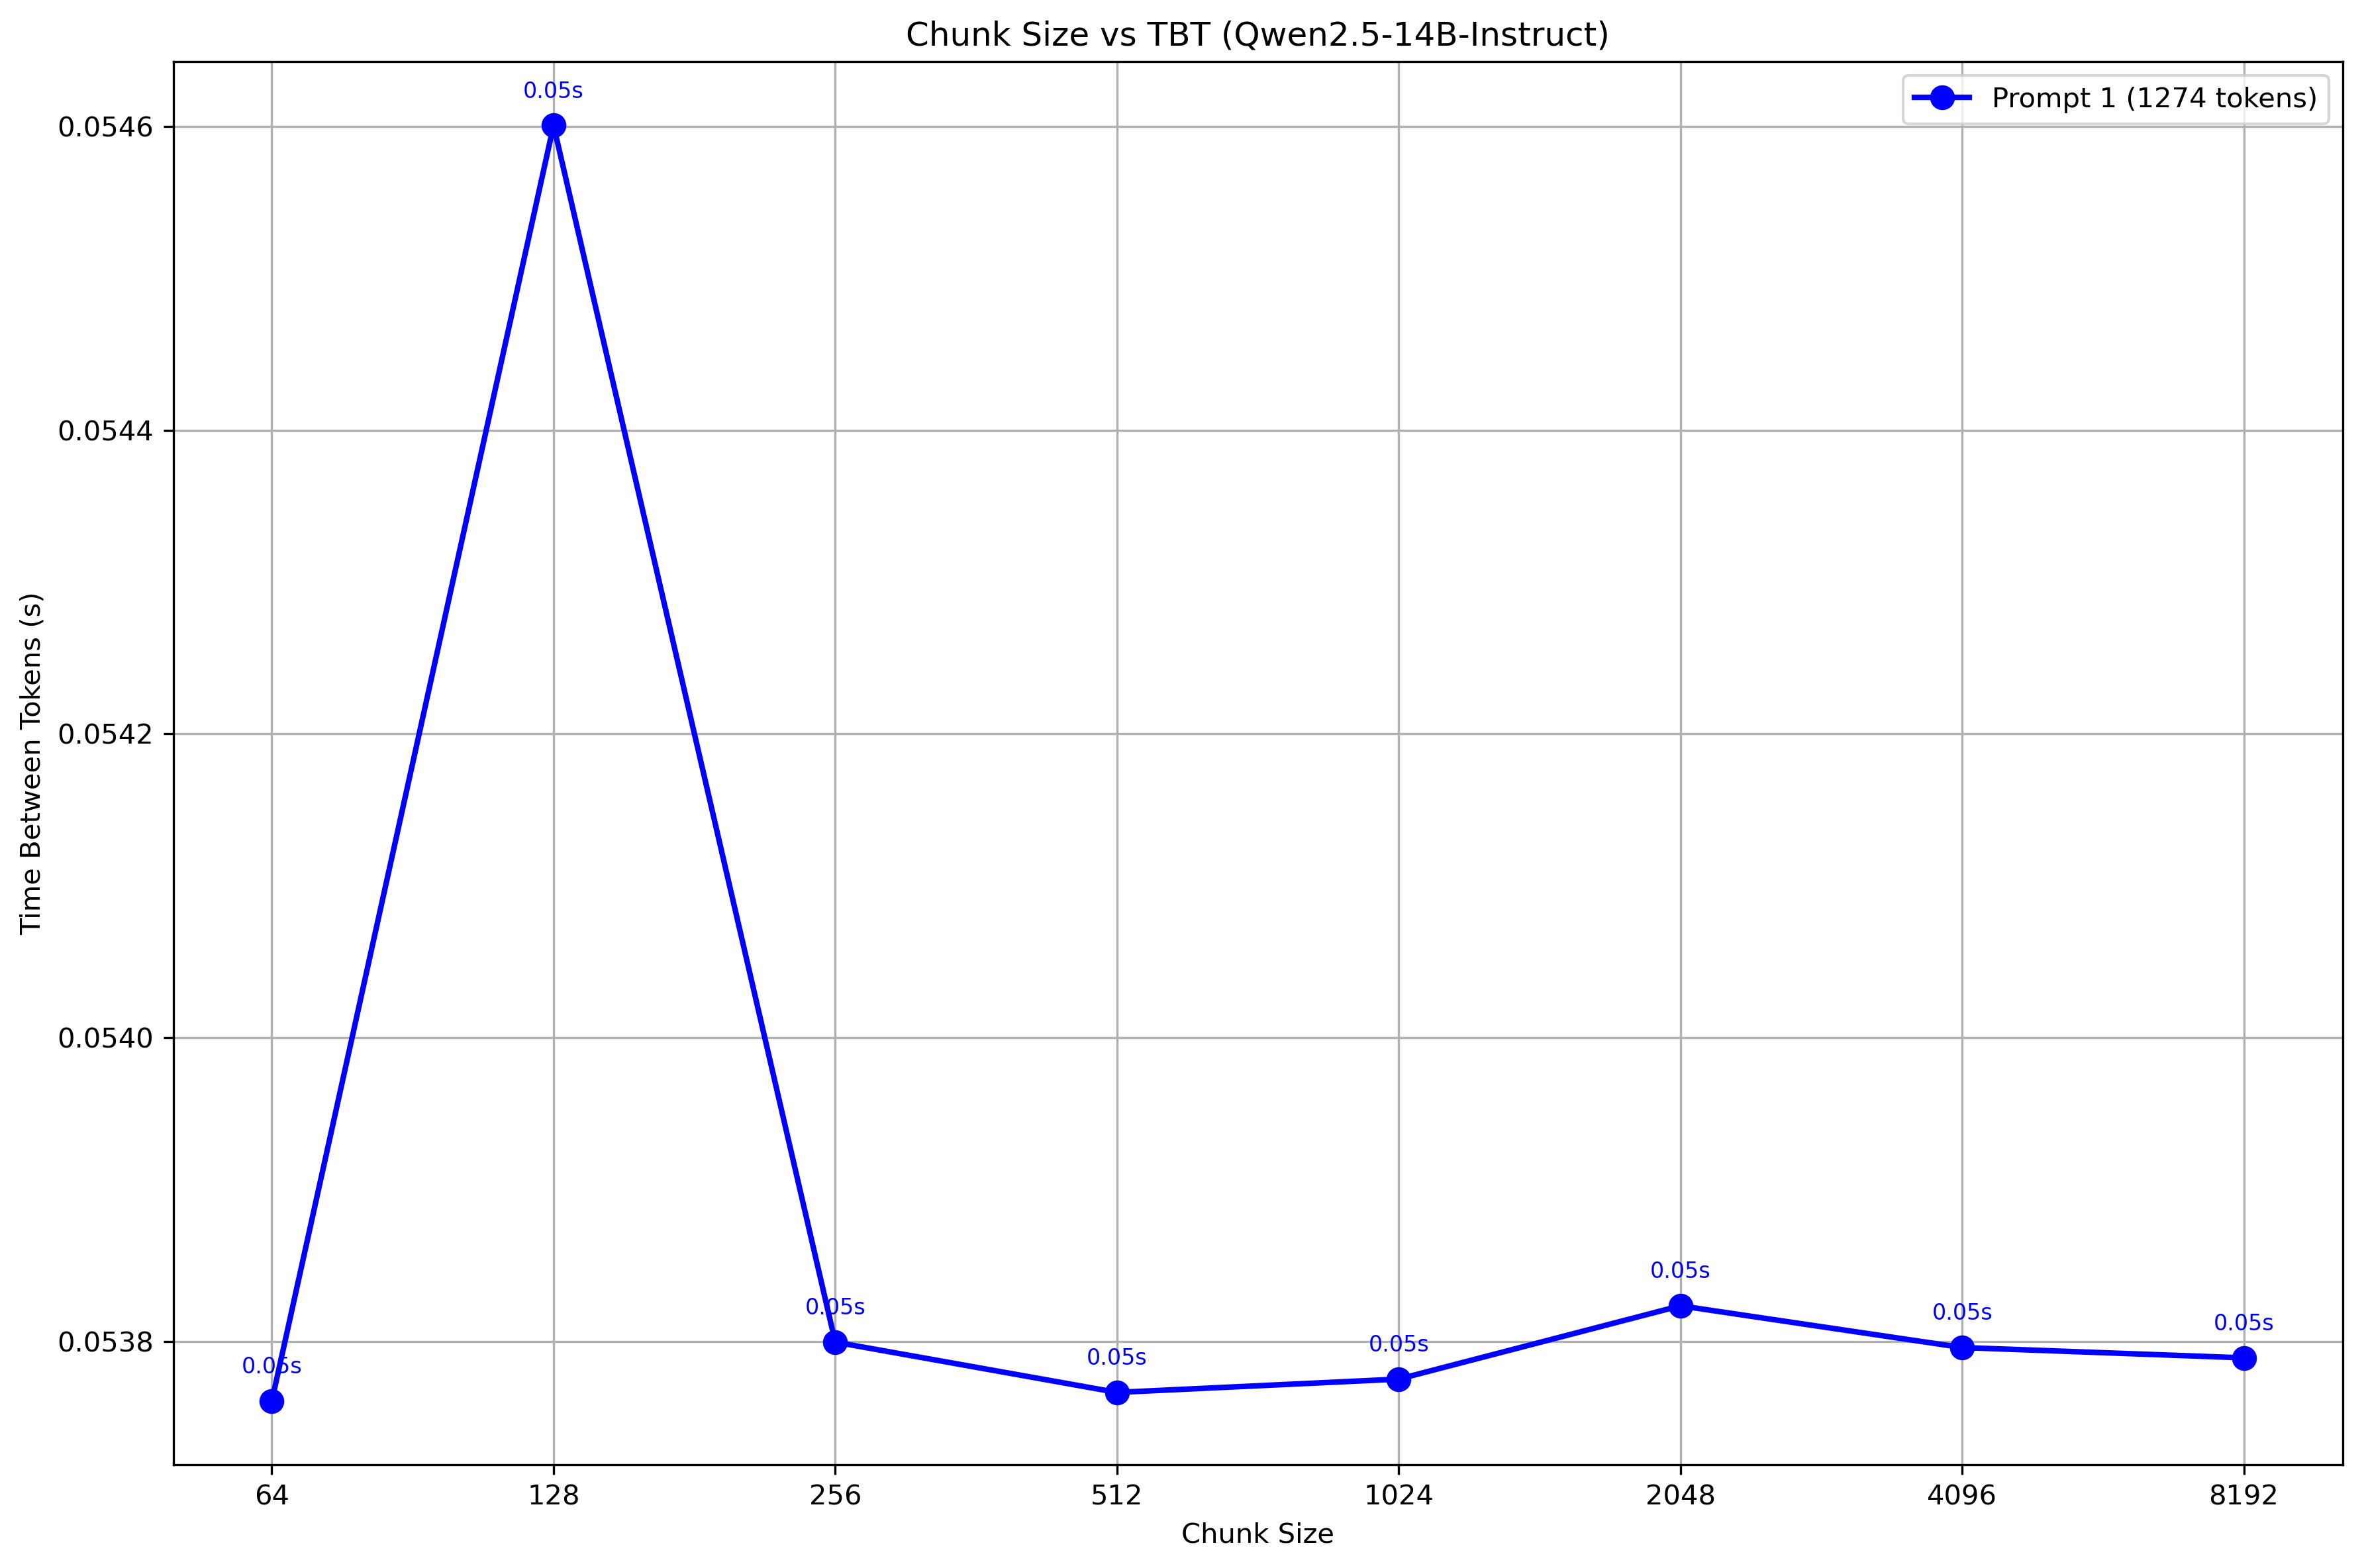 Chunk Size vs TBT (Qwen2.5-14B-Instruct)
Prompt 1 (1274 tokens)
Time Between Tokens (s)
0.0546
0.0544
0.0542
0.0540
0.0538
0.05s
0.05s
0.05s
0.05s
0.05s
0.05s
0.05s
0.05s
64 128 256 512 1024 2048 4096 8192
Chunk Size